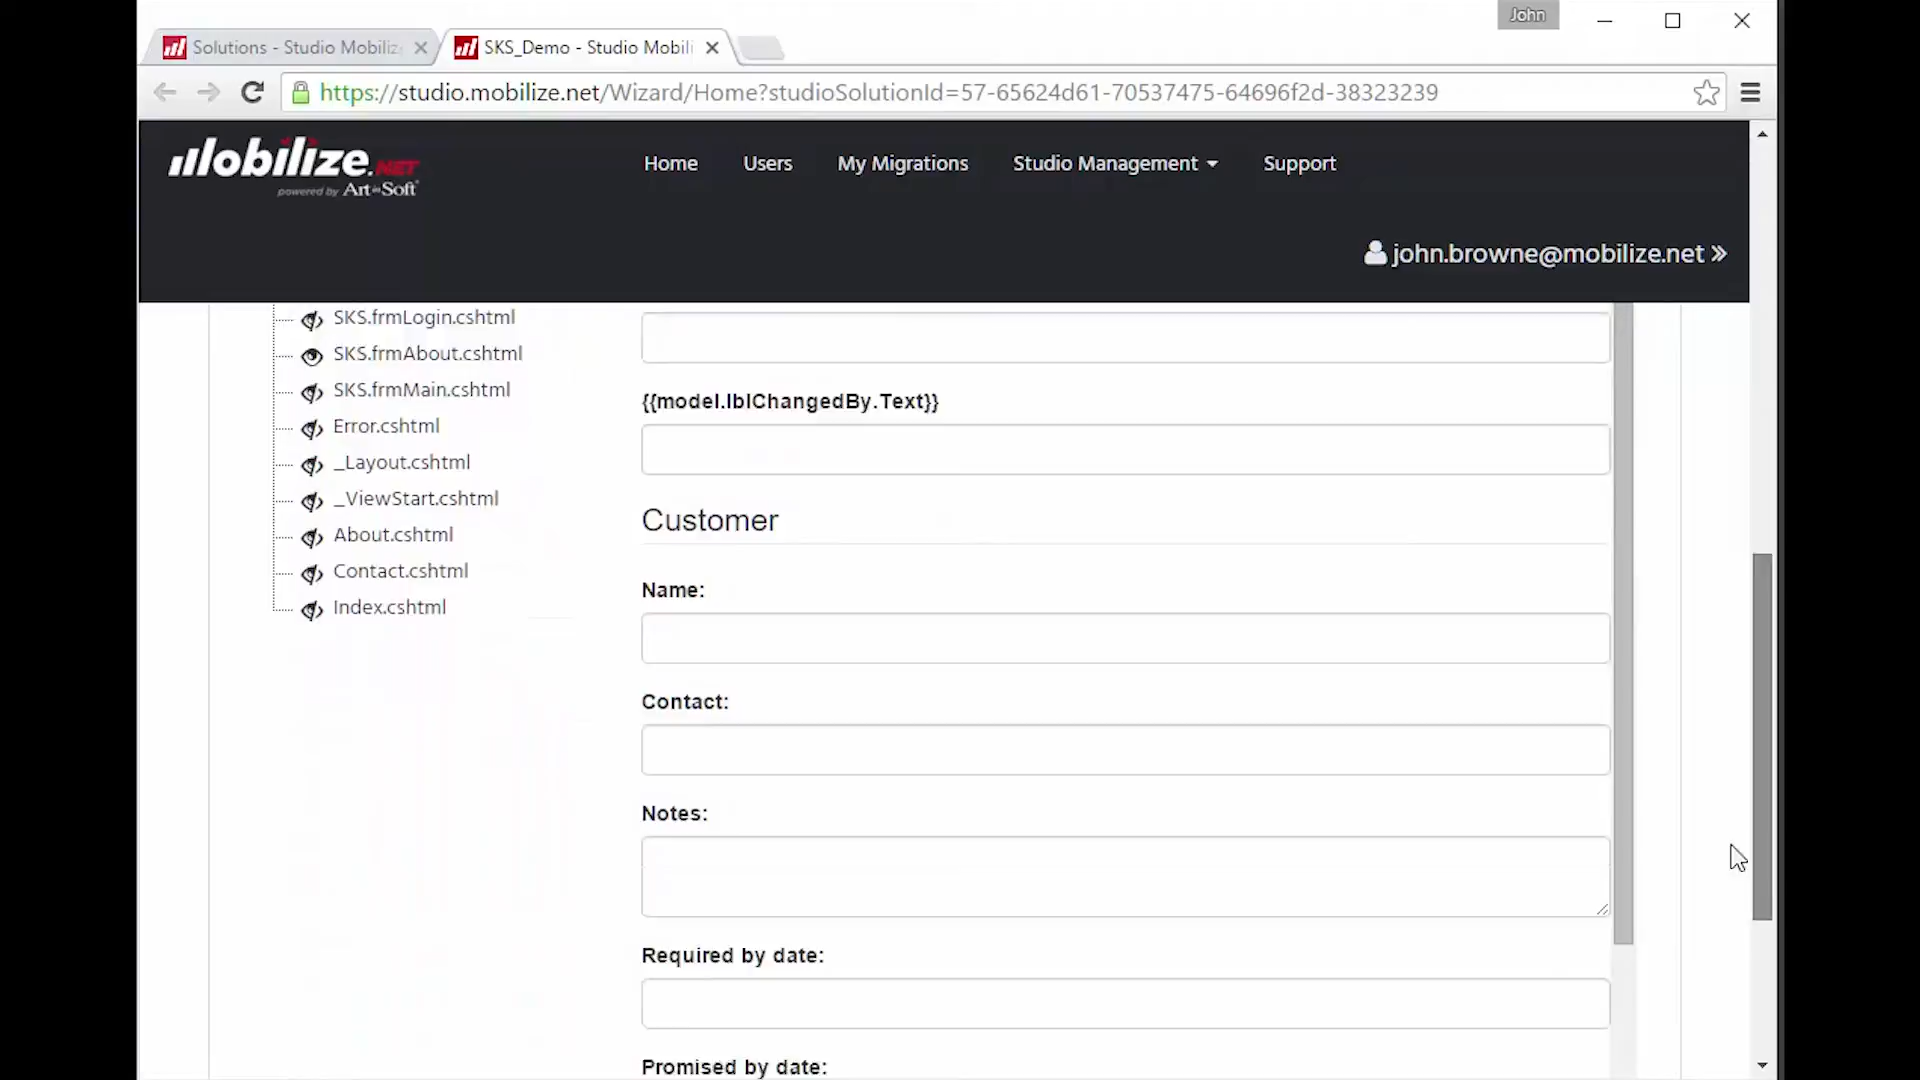 John
Solutions - Studio Mobiliz
SKS_Demo - Studio Mobili
https://studio.mobilize.net/Wizard/Home?studioSolutionId=57-65624d61-70537475-64696f2d-38323239
Mobilize.NET
powered by Art in Soft
Home Users My Migrations Studio Management Support
john.browne@mobilize.net »
SKS.frmLogin.cshtml
SKS.frmAbout.cshtml
SKS.frmMain.cshtml
Error.cshtml
_Layout.cshtml
_ViewStart.cshtml
About.cshtml
Contact.cshtml
Index.cshtml
{{model.lblChangedBy.Text}}
Customer
Name:
Contact:
Notes:
Required by date:
Promised by date: